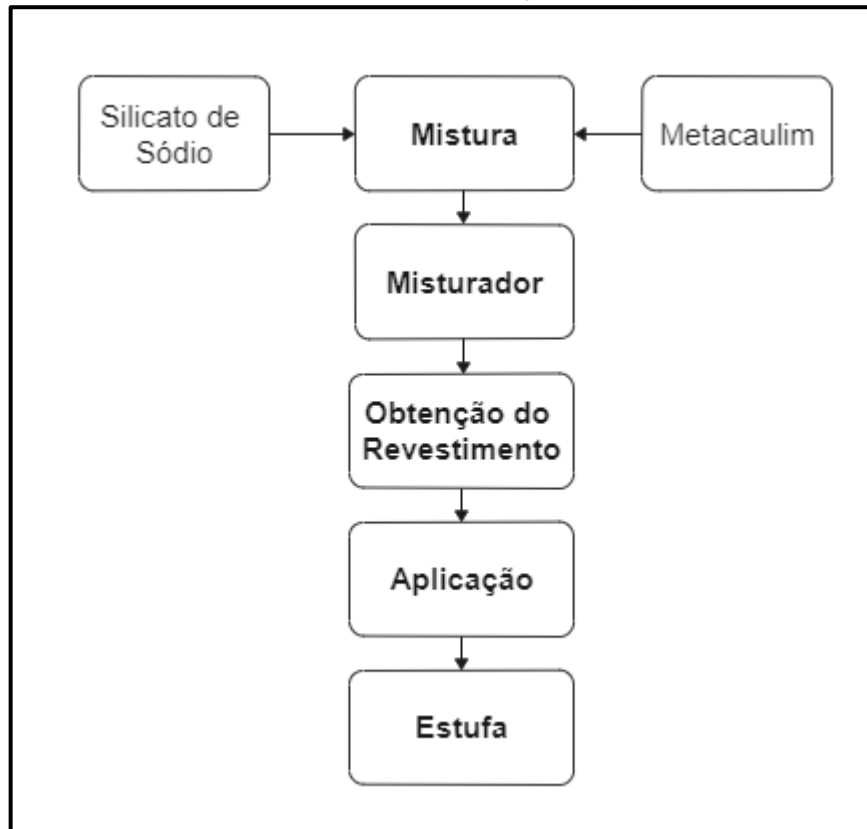 Silicato de
Sódio
Mistura
Metacaulim
Misturador
Obtenção do
Revestimento
Aplicação
Estufa